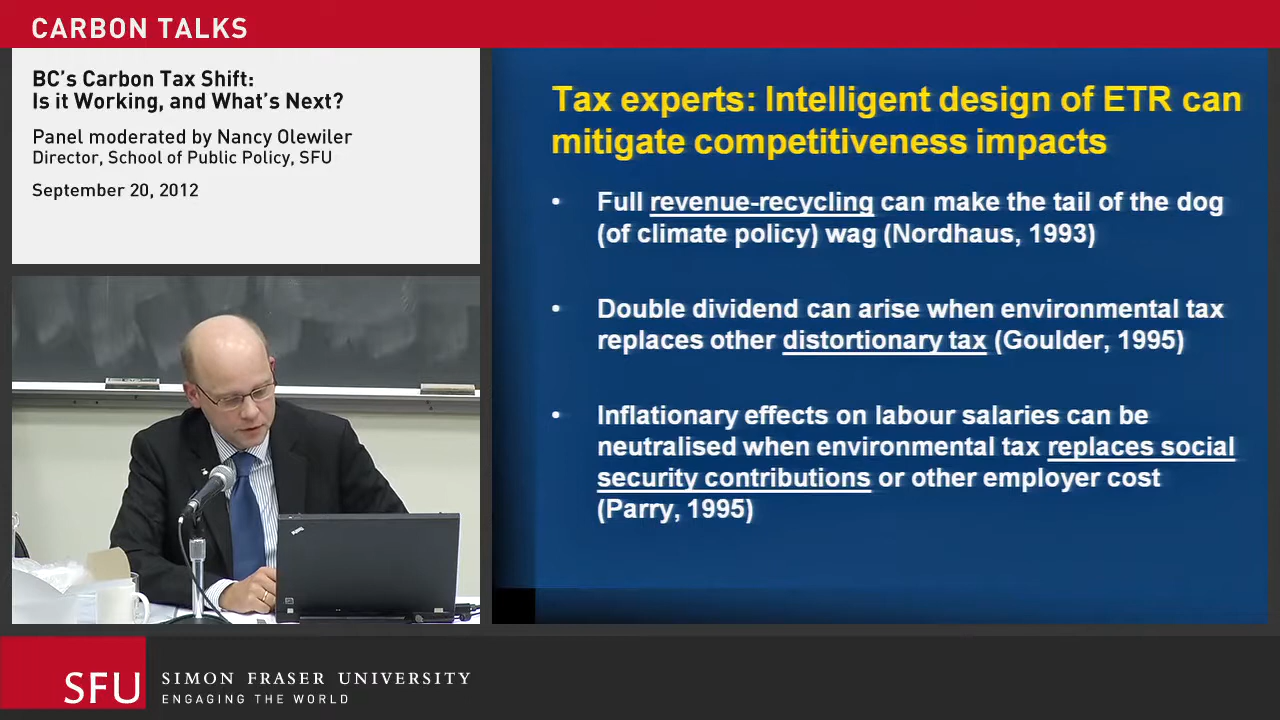 CARBON TALKS
BC's Carbon Tax Shift:
Is it Working, and What's Next?
Panel moderated by Nancy Olewiler
Director, School of Public Policy, SFU
September 20, 2012
Tax experts: Intelligent design of ETR can
mitigate competitiveness impacts
• Full revenue-recycling can make the tail of the dog
(of climate policy) wag (Nordhaus, 1993)
• Double dividend can arise when environmental tax
replaces other distortionary tax (Goulder, 1995)
• Inflationary effects on labour salaries can be
neutralised when environmental tax replaces social
security contributions or other employer cost
(Parry, 1995)
SFU
SIMON FRASER UNIVERSITY
ENGAGING THE WORLD